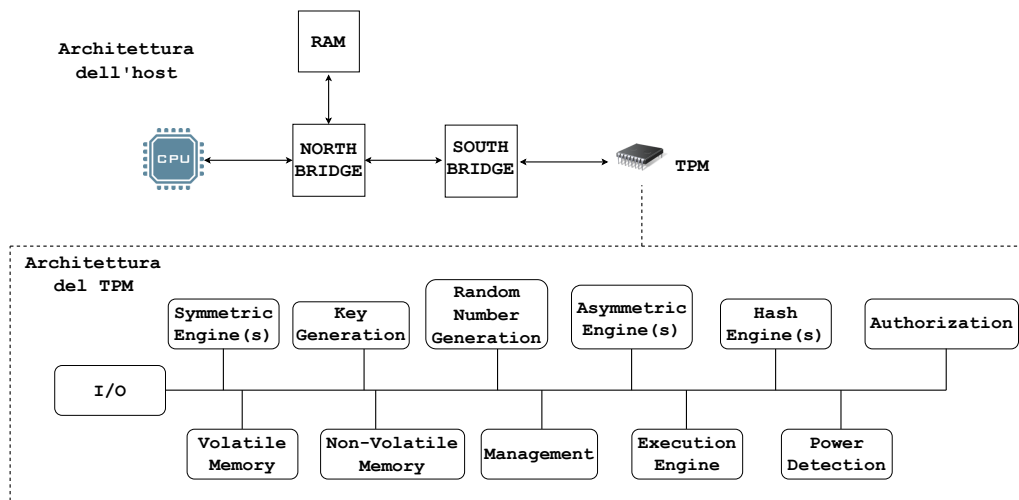 Architettura
dell'host
RAM
CPU
NORTH
BRIDGE
SOUTH
BRIDGE
TPM
Architettura
del TPM
Symmetric
Engine(s)
Key
Generation
Random
Number
Generation
Asymmetric
Engine(s)
Hash
Engine(s)
Authorization
I/O
Volatile
Memory
Non-Volatile
Memory
Management
Execution
Engine
Power
Detection